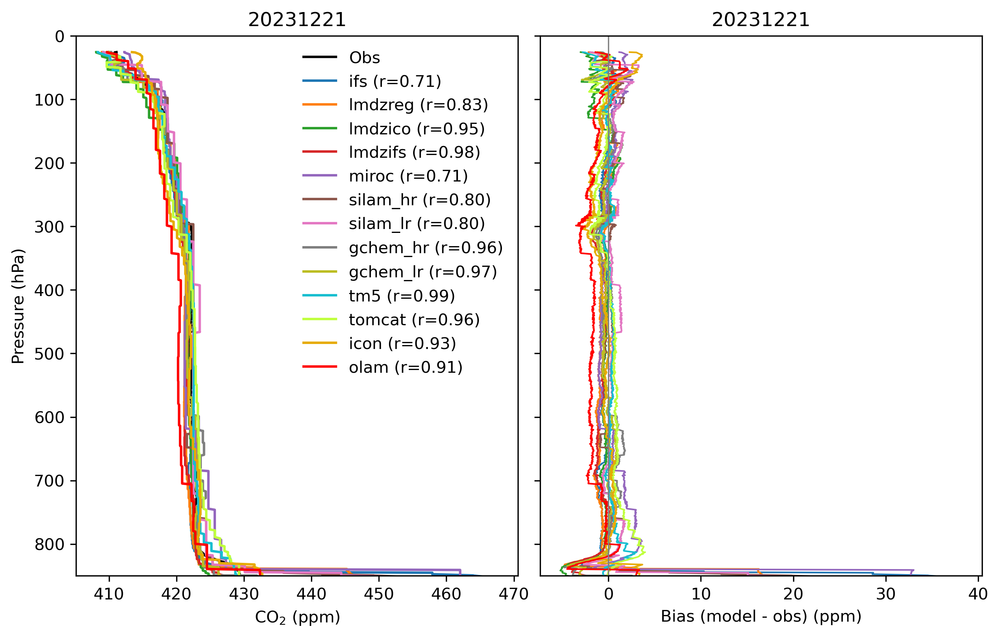 20231221
20231221
0
100
200
300
400
500
600
700
800
Pressure (hPa)
Obs
ifs (r=0.71)
lmdzreg (r=0.83)
lmdzico (r=0.95)
lmdzifs (r=0.98)
miroc (r=0.71)
silam_hr (r=0.80)
silam_lr (r=0.80)
gchem_hr (r=0.96)
gchem_lr (r=0.97)
tm5 (r=0.99)
tomcat (r=0.96)
icon (r=0.93)
olam (r=0.91)
410 420 430 440 450 460 470
CO₂ (ppm)
0 10 20 30 40
Bias (model - obs) (ppm)